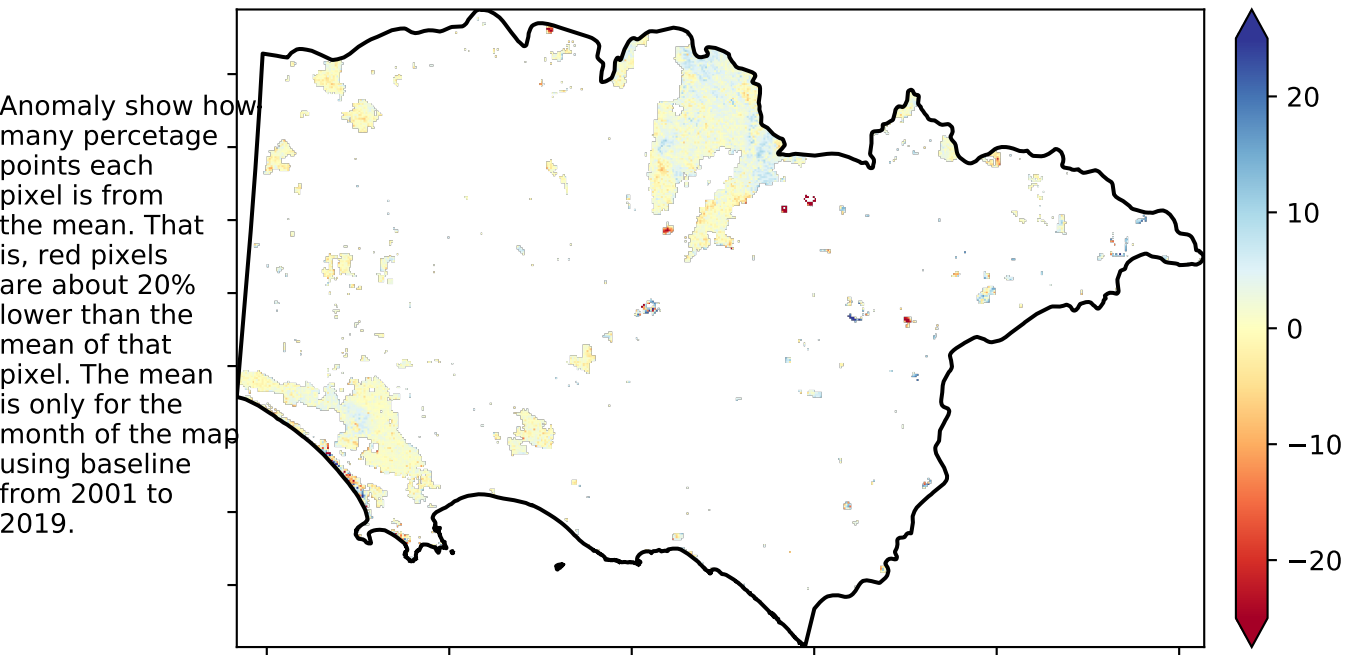 Anomaly show how
many percetage
points each
pixel is from
the mean. That
is, red pixels
are about 20%
lower than the
mean of that
pixel. The mean
is only for the
month of the map
using baseline
from 2001 to
2019.
20
10
0
−10
−20